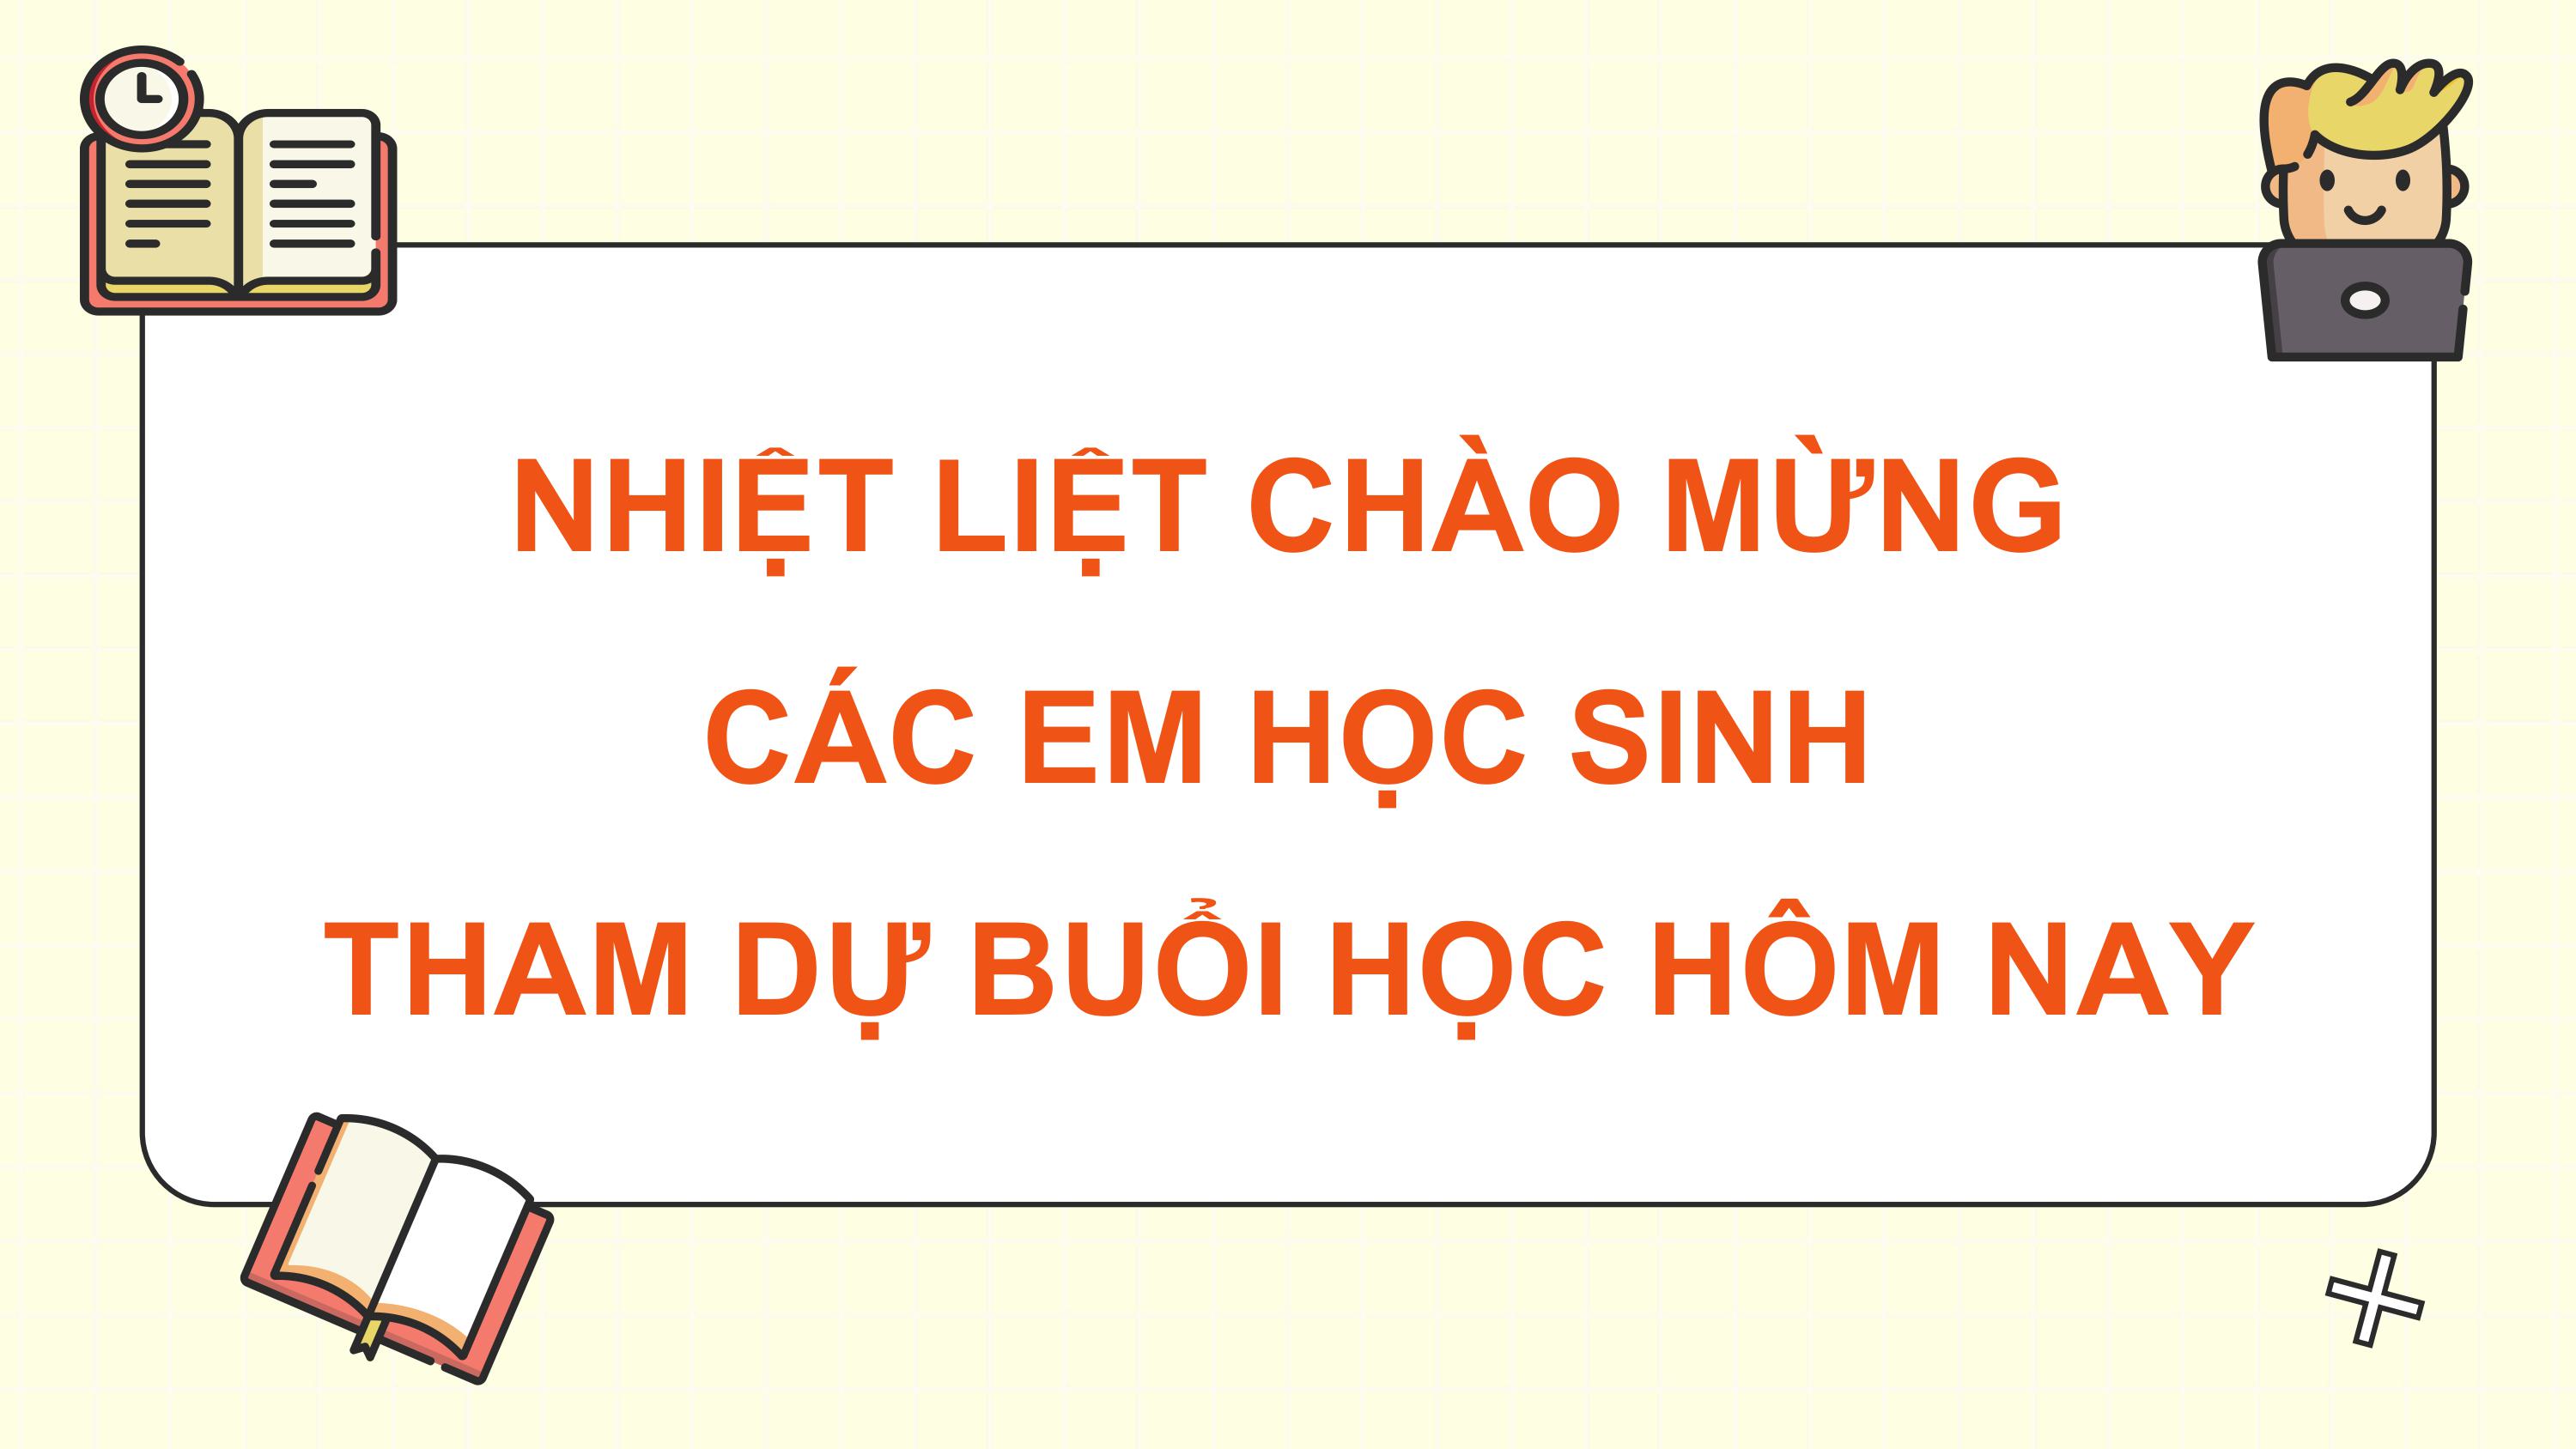 NHIỆT LIỆT CHÀO MỪNG
CÁC EM HỌC SINH
THAM DỰ BUỔI HỌC HÔM NAY